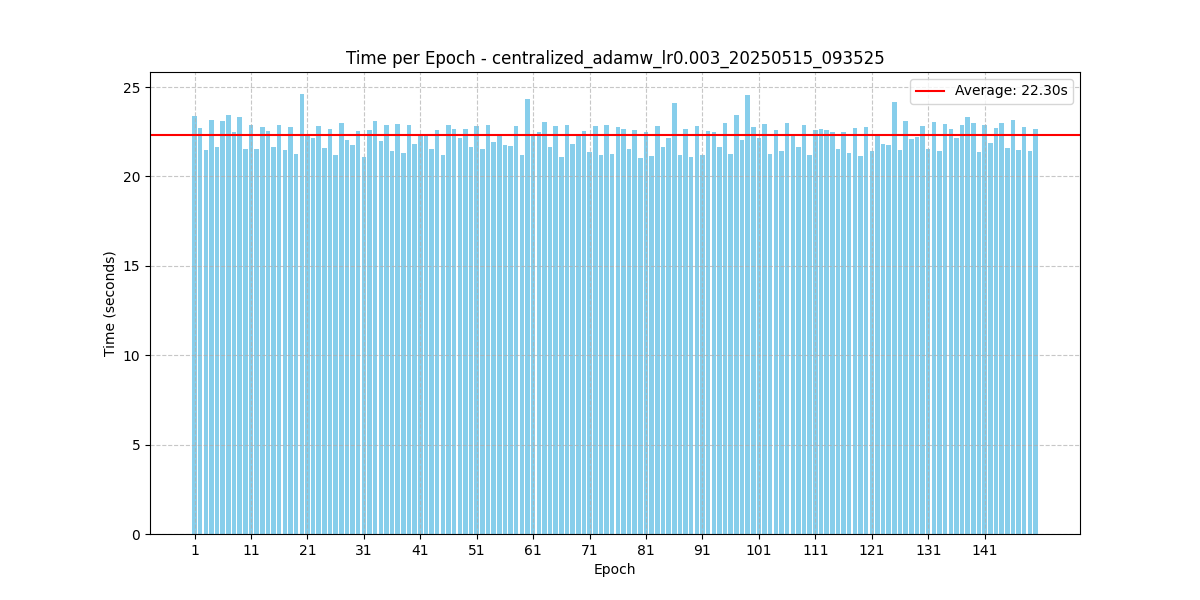 Time per Epoch - centralized_adamw_lr0.003_20250515_093525
Average: 22.30s
Time (seconds)
25
20
15
10
5
0
1 11 21 31 41 51 61 71 81 91 101 111 121 131 141
Epoch